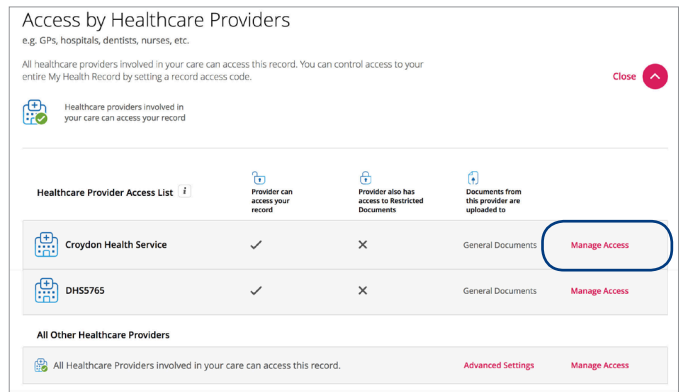 Access by Healthcare Providers
e.g. GPs, hospitals, dentists, nurses, etc.
All healthcare providers involved in your care can access this record. You can control access to your
entire My Health Record by setting a record access code.
Close
Healthcare providers involved in
your care can access your record
Healthcare Provider Access List i
Provider can
access your
record
Provider also has
access to Restricted
Documents
Documents from
this provider are
uploaded to
Croydon Health Service General Documents Manage Access
DHS5765 General Documents Manage Access
All Other Healthcare Providers
All Healthcare Providers involved in your care can access this record. Advanced Settings Manage Access